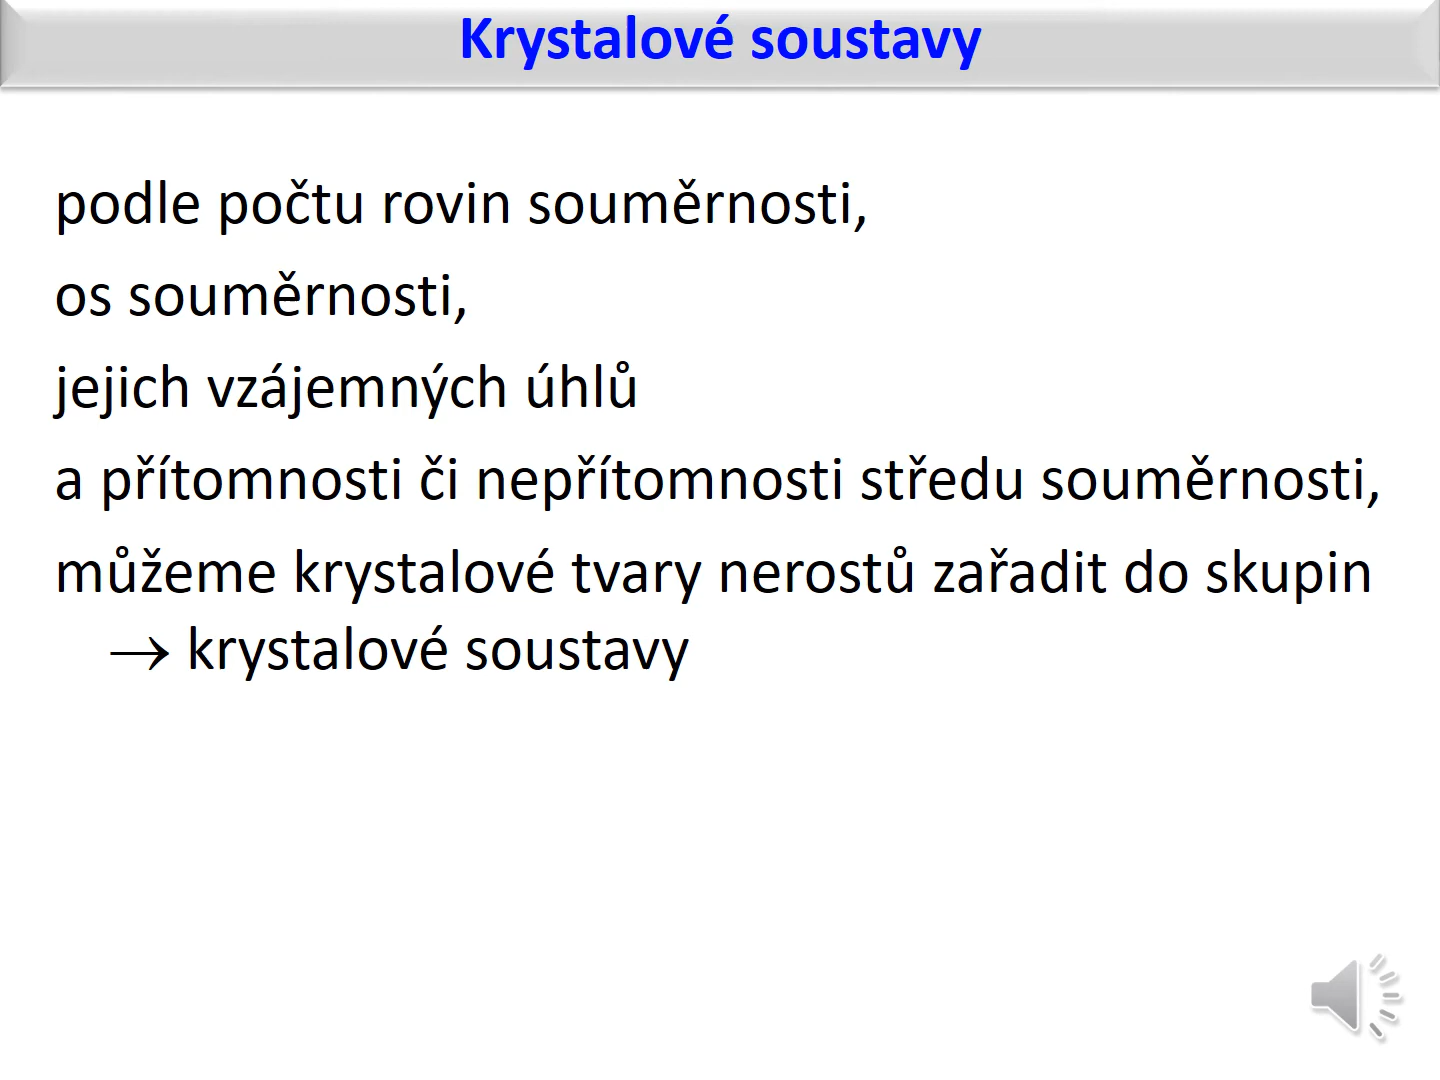 Krystalové soustavy
podle počtu rovin souměrnosti,
os souměrnosti,
jejich vzájemných úhlů
a přítomnosti či nepřítomnosti středu souměrnosti,
můžeme krystalové tvary nerostů zařadit do skupin
→ krystalové soustavy